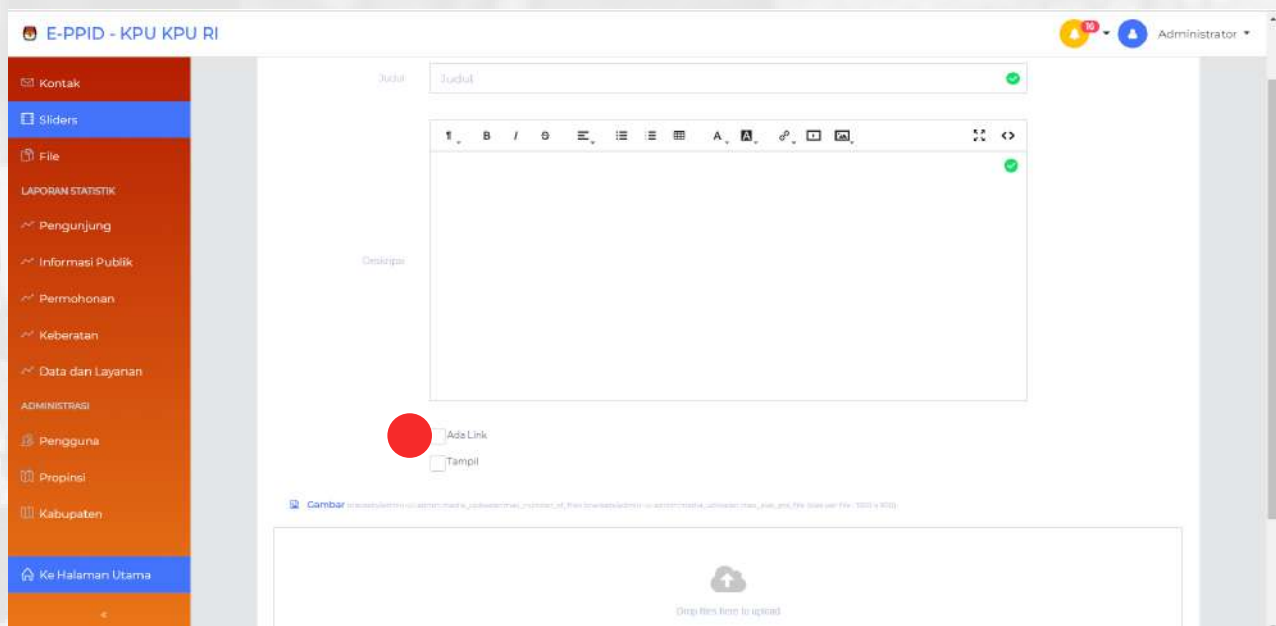 E-PPID - KPU KPU RI
16
Administrator
Kontak
Sliders
File
LAPORAN STATISTIK
Pengunjung
Informasi Publik
Permohonan
Keberatan
Data dan Layanan
ADMINISTRASI
Pengguna
Propinsi
Kabupaten
Ke Halaman Utama
«
Judul
Judul
Deskripsi
Ada Link
Tampil
Gambar
Drop files here to upload